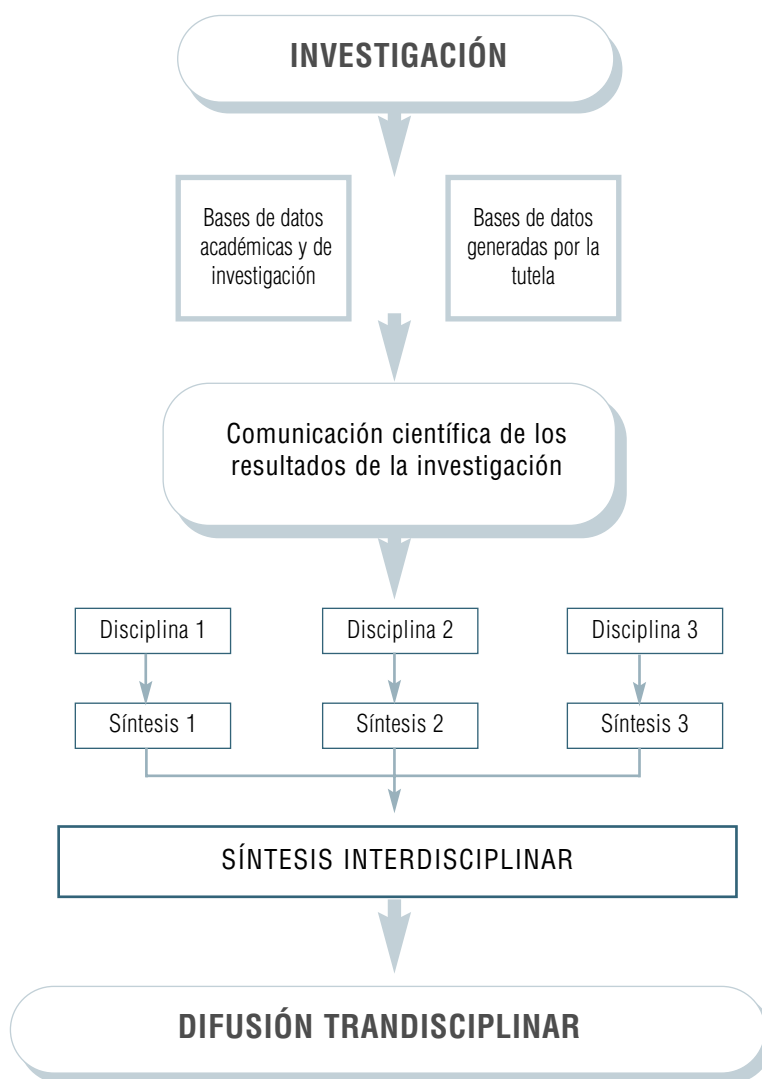 INVESTIGACIÓN
Bases de datos
académicas y de
investigación
Bases de datos
generadas por la
tutela
Comunicación científica de los
resultados de la investigación
Disciplina 1
Disciplina 2
Disciplina 3
Síntesis 1
Síntesis 2
Síntesis 3
SÍNTESIS INTERDISCIPLINAR
DIFUSIÓN TRANDISCIPLINAR